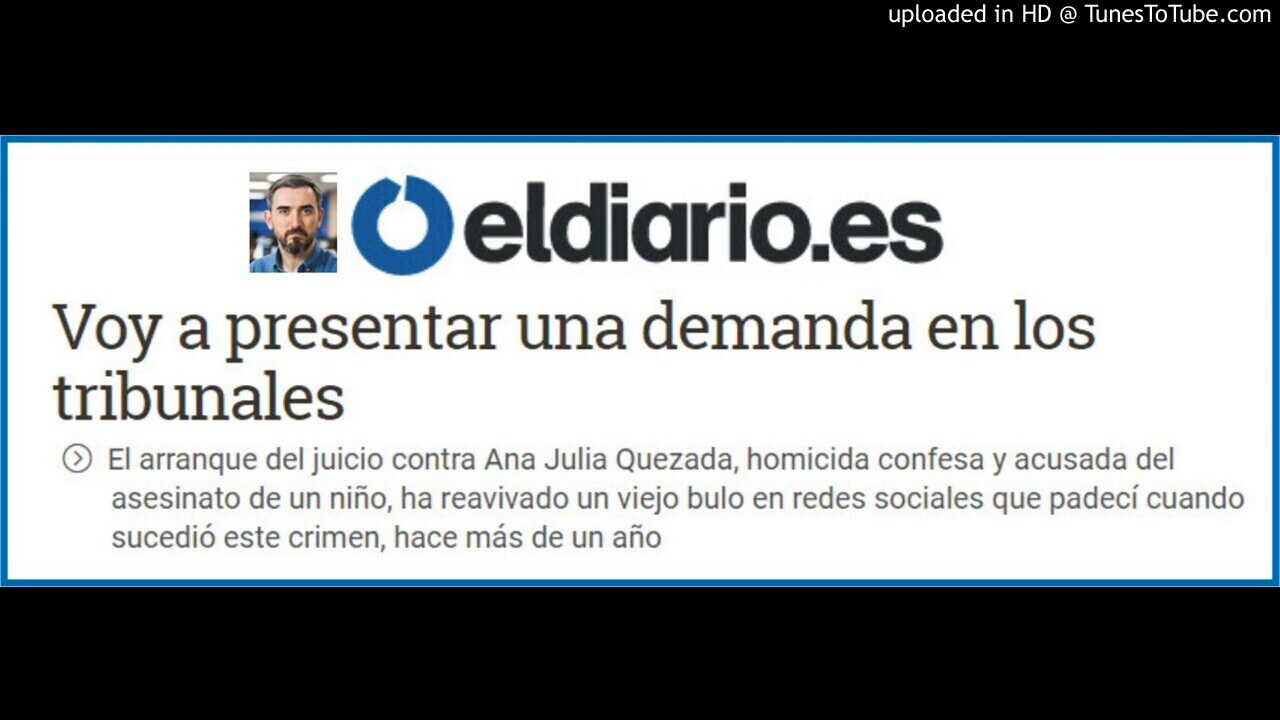 uploaded in HD @ TunesToTube.com
eldiario.es
Voy a presentar una demanda en los
tribunales
El arranque del juicio contra Ana Julia Quezada, homicida confesa y acusada del
asesinato de un niño, ha reavivado un viejo bulo en redes sociales que padecí cuando
sucedió este crimen, hace más de un año